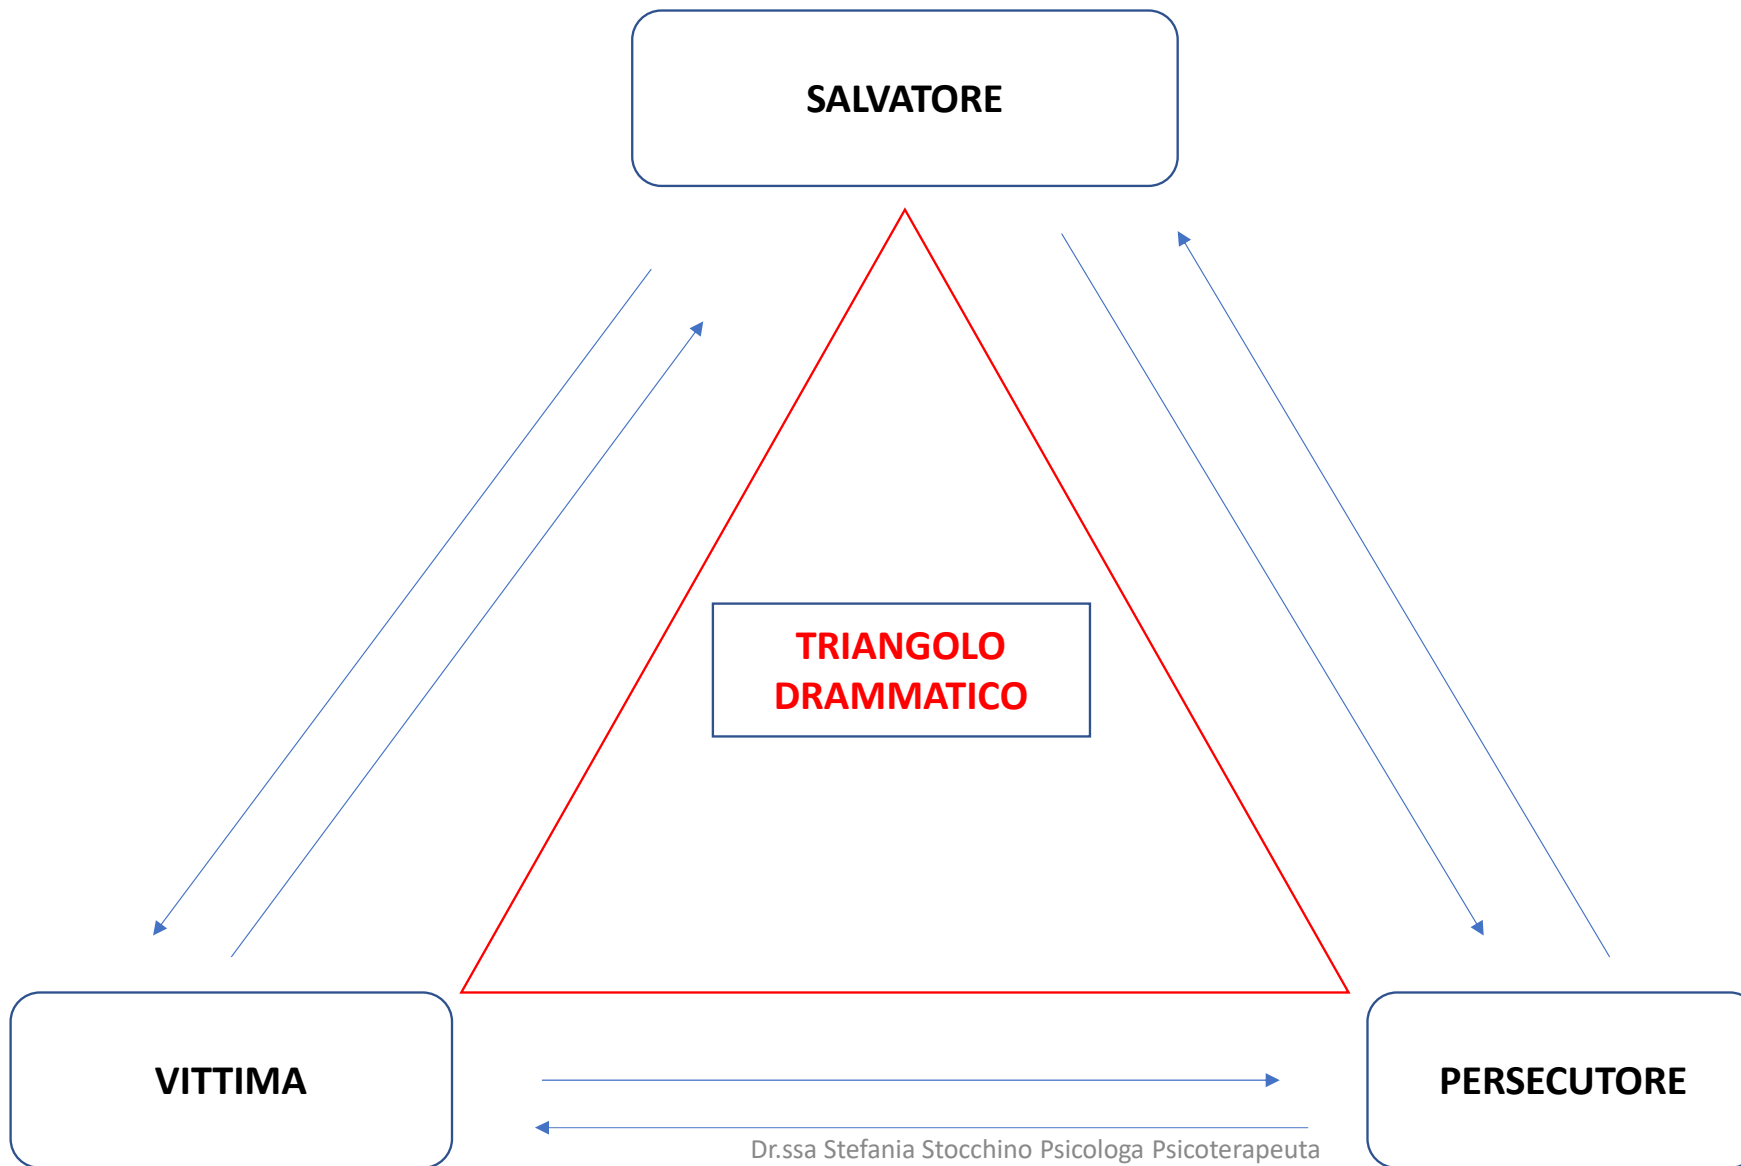 SALVATORE
TRIANGOLO
DRAMMATICO
VITTIMA
PERSECUTORE
Dr.ssa Stefania Stocchino Psicologa Psicoterapeuta